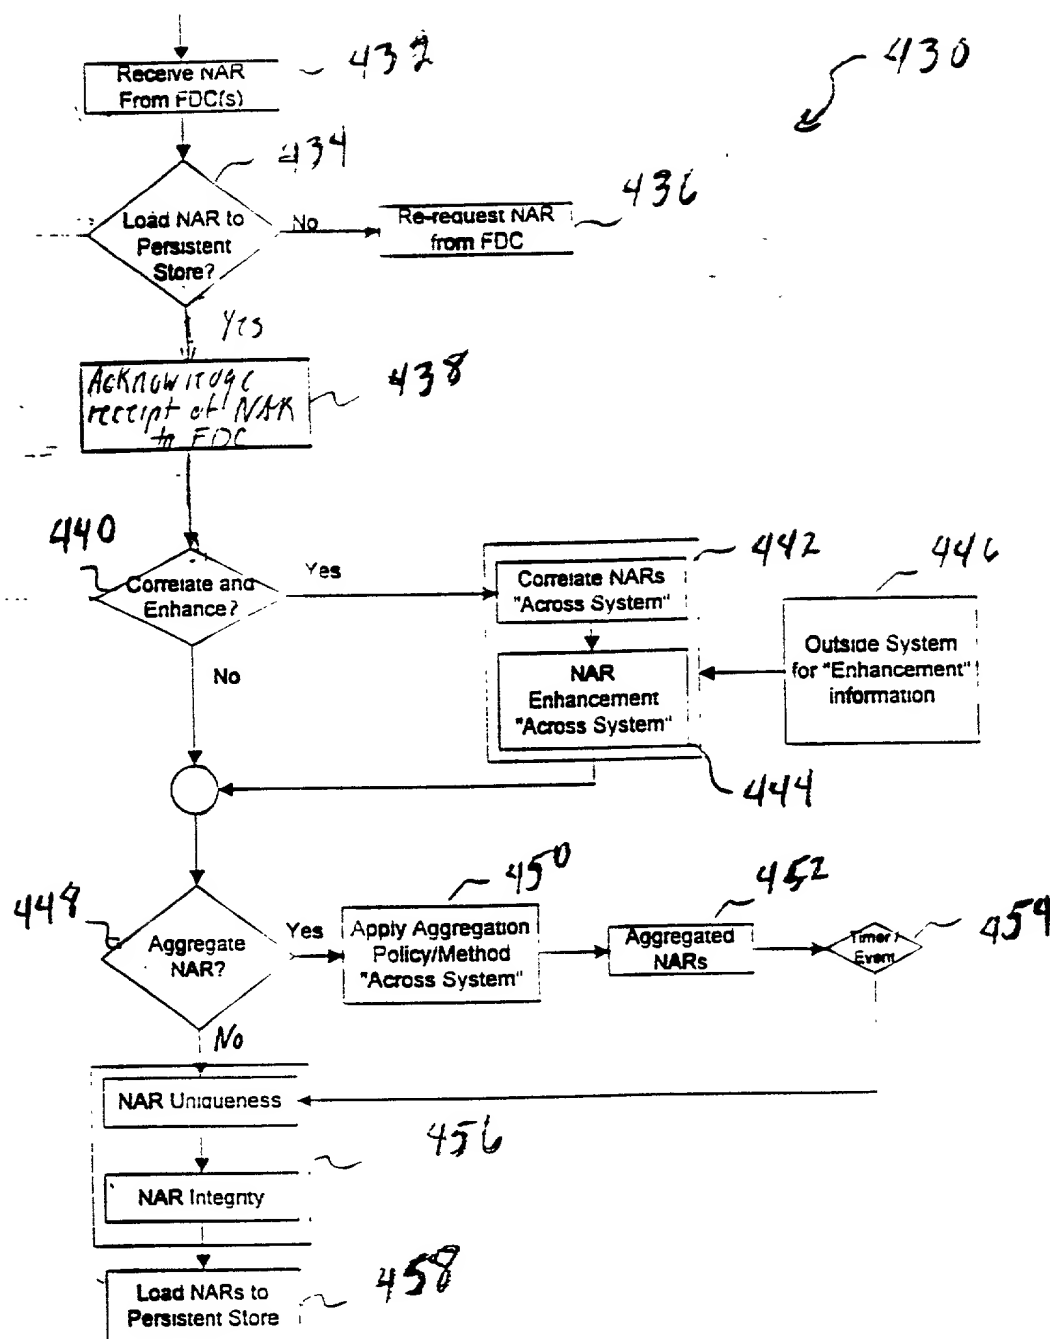 Receive NAR
From FDC(s)
432
430
434
Load NAR to
Persistent
Store?
No
Re-request NAR
from FDC
436
Yes
Acknowledge
receipt of NAR
to FDC
438
440
Correlate and
Enhance?
Yes
Correlate NARs
"Across System"
442
446
NAR
Enhancement
"Across System"
Outside System
for "Enhancement"
information
No
444
448
Aggregate
NAR?
Yes
450
Apply Aggregation
Policy/Method
"Across System"
452
Aggregated
NARs
Timer /
Event
454
No
NAR Uniqueness
456
NAR Integrity
Load NARs to
Persistent Store
458